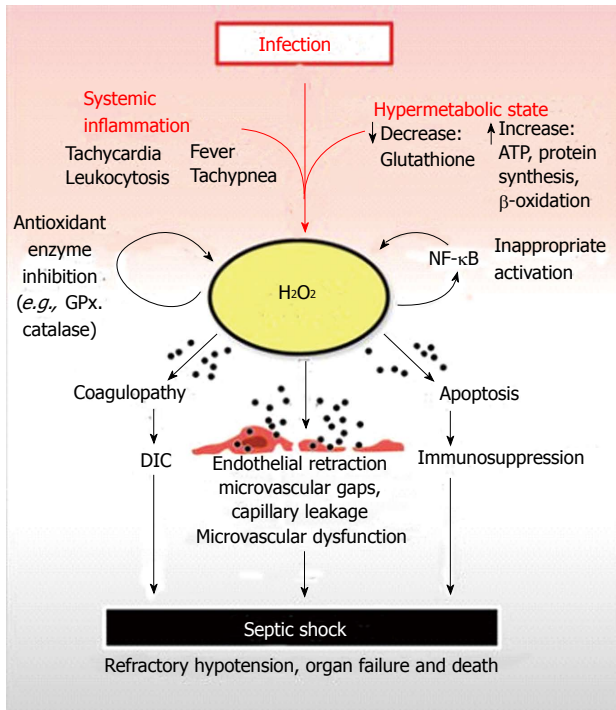 Infection
Systemic
inflammation
Tachycardia
Leukocytosis
Fever
Tachypnea
Hypermetabolic state
Decrease:
Glutathione
Increase:
ATP, protein
synthesis,
β-oxidation
Antioxidant
enzyme
inhibition
(e.g., GPx.
catalase)
H2O2
NF-κB
Inappropriate
activation
Coagulopathy
DIC
Endothelial retraction
microvascular gaps,
capillary leakage
Microvascular dysfunction
Apoptosis
Immunosuppression
Septic shock
Refractory hypotension, organ failure and death